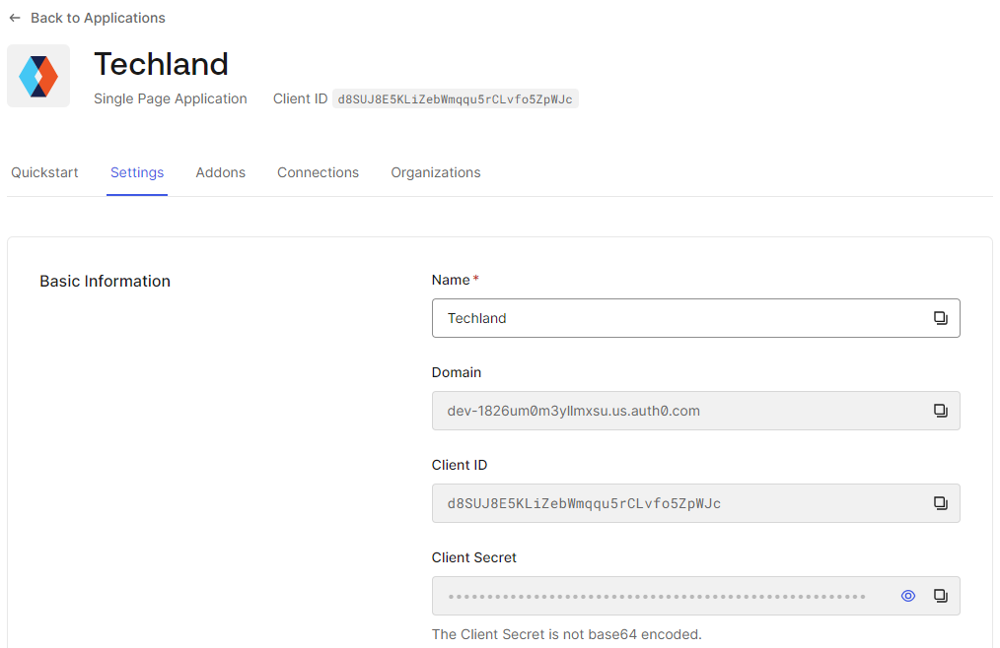 Back to Applications
Techland
Single Page Application Client ID d8SUJ8E5KLiZebWmqqu5rCLvfo5ZpWJc
Quickstart Settings Addons Connections Organizations
Basic Information
Name*
Techland
Domain
dev-1826um0m3yllmxsu.us.auth0.com
Client ID
d8SUJ8E5KLiZebWmqqu5rCLvfo5ZpWJc
Client Secret
The Client Secret is not base64 encoded.